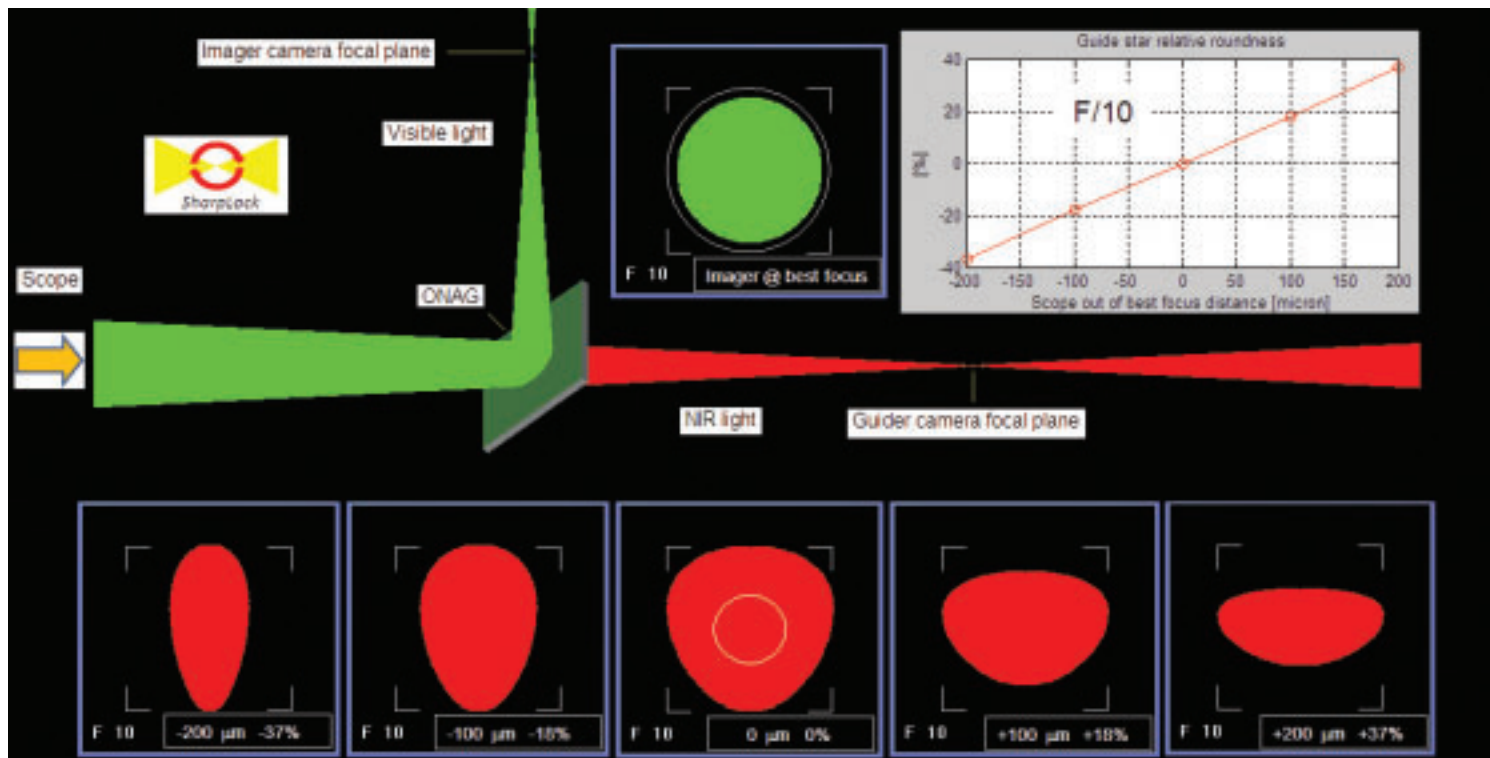 Imager camera focal plane
Visible light
SharpLock
Scope
ONAG
F 10 Imager @ best focus
Guide star relative roundness
F/10
[%]
40
20
0
-20
-40
-200 -150 -100 -50 0 50 100 150 200
Scope out of best focus distance [micron]
NIR light
Guider camera focal plane
F 10 -200 µm -37%
F 10 -100 µm -18%
F 10 0 µm 0%
F 10 +100 µm +18%
F 10 +200 µm +37%